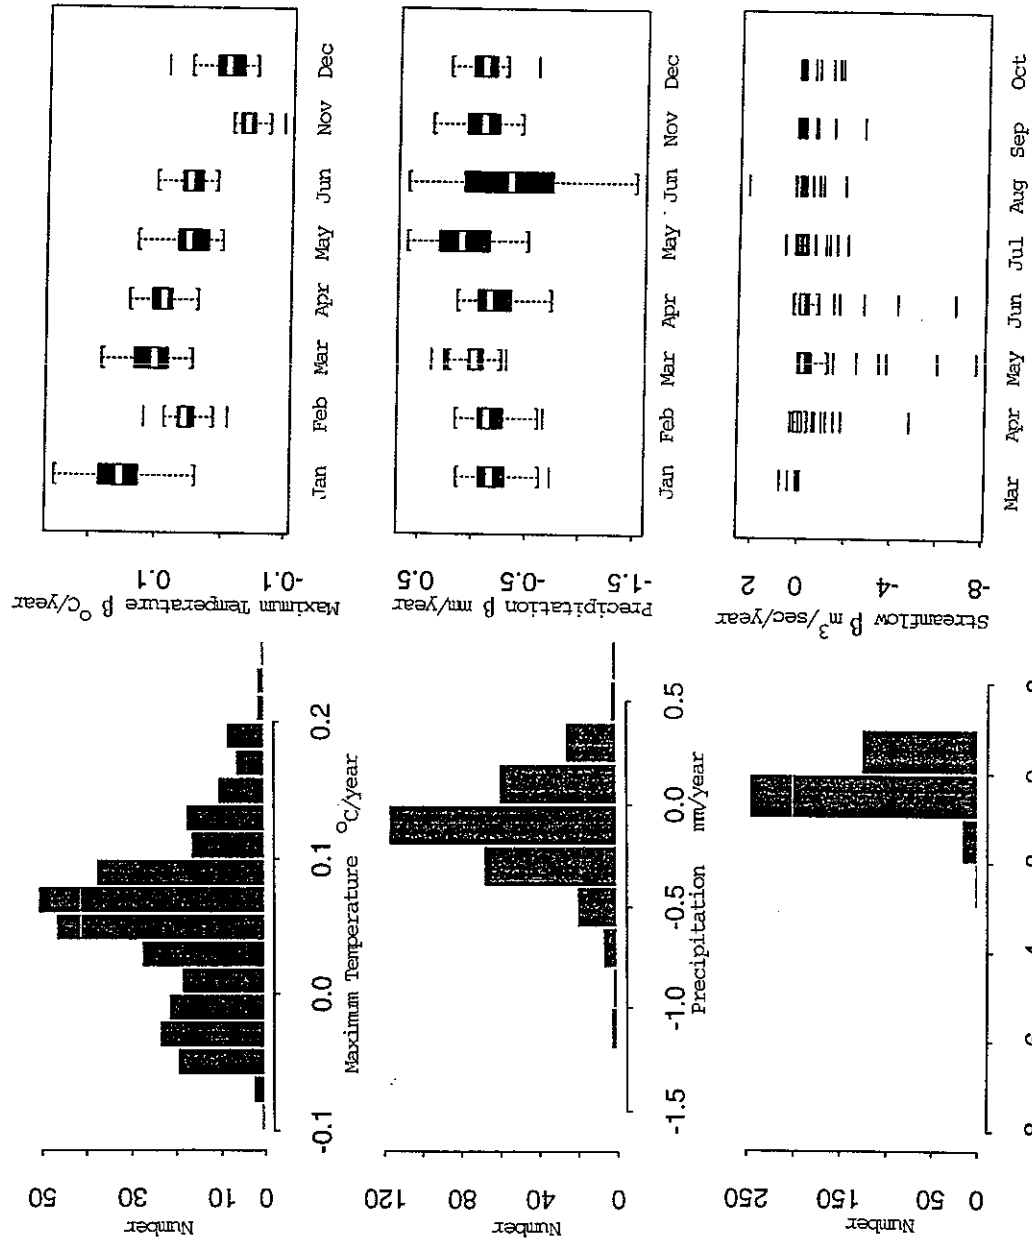 Number
50
30
10
0
-0.1
0.0
0.1
0.2
Maximum Temperature °C/year
Maximum Temperature β °C/year
0.1
-0.1
Jan Feb Mar Apr May Jun Nov Dec
Number
120
80
40
0
-1.5
-1.0
-0.5
0.0
0.5
Precipitation mm/year
Precipitation β mm/year
0.5
-0.5
-1.5
Jan Feb Mar Apr May Jun Nov Dec
Number
250
150
50
0
Streamflow β m³/sec/year
2
0
-4
-8
Mar Apr May Jun Jul Aug Sep Oct